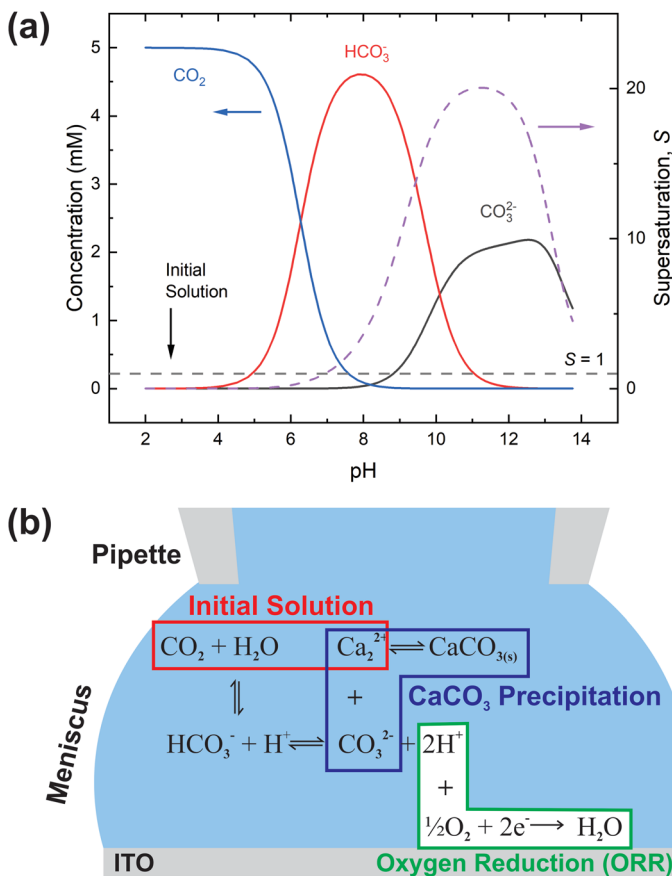 (a)
5
4
3
2
1
0
Concentration (mM)
CO₂
HCO₃⁻
CO₃²⁻
Initial
Solution
S = 1
20
10
0
Supersaturation, S
2 4 6 8 10 12 14
pH
(b)
Pipette
Meniscus
Initial Solution
CO₂ + H₂O Ca₂²⁺ ⇌ CaCO₃(s)
⇌ + CaCO₃ Precipitation
HCO₃⁻ + H⁺ ⇌ CO₃²⁻ + 2H⁺
+
½O₂ + 2e⁻ → H₂O
ITO Oxygen Reduction (ORR)